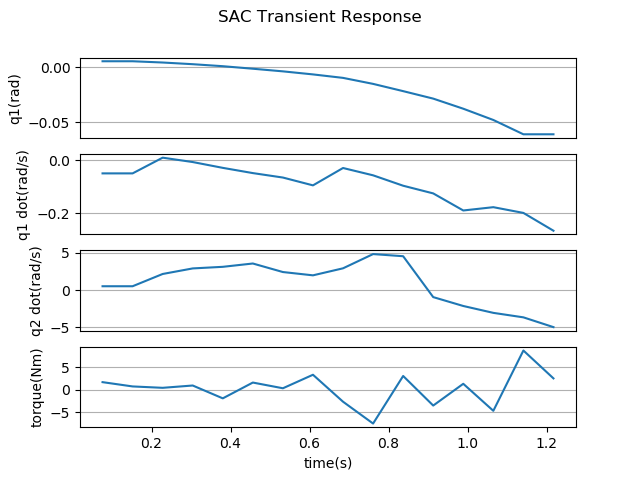 SAC Transient Response
q1(rad)
0.00
−0.05
q1 dot(rad/s)
0.0
−0.2
q2 dot(rad/s)
5
0
−5
torque(Nm)
5
0
−5
0.2 0.4 0.6 0.8 1.0 1.2
time(s)